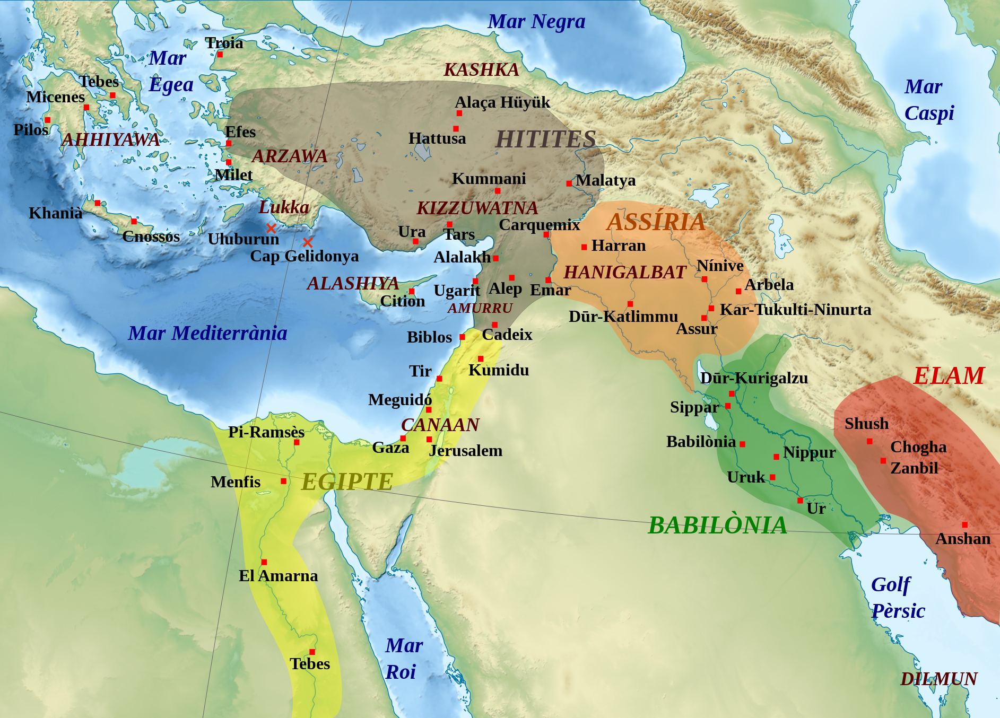 Mar Negra
Troia
Mar
Egea
KASHKA
Tebes
Micenes
Mar
Caspi
Alaça Hüyük
Pilos
AHHIYAWA
Efes
Hattusa
HITITES
ARZAWA
Milet
Kummani
Malatya
Lukka
KIZZUWATNA
Khanià
Carquemix
ASSÍRIA
Cnossos
Uluburun
Ura
Tars
Harran
Cap Gelidonya
Alalakh
Nínive
HANIGALBAT
ALASHIYA
Arbela
Ugarit
Alep
Emar
Cition
AMURRU
Kar-Tukulti-Ninurta
Dūr-Katlimmu
Assur
Mar Mediterrània
Biblos
Cadeix
Tir
Kumidu
ELAM
Dūr-Kurigalzu
Meguidó
Sippar
CANAAN
Shush
Pi-Ramsès
Gaza
Jerusalem
Babilònia
Nippur
Chogha
Zanbil
Menfis
EGIPTE
Uruk
Ur
BABILÒNIA
Anshan
El Amarna
Golf
Pèrsic
Mar
Roi
Tebes
DILMUN